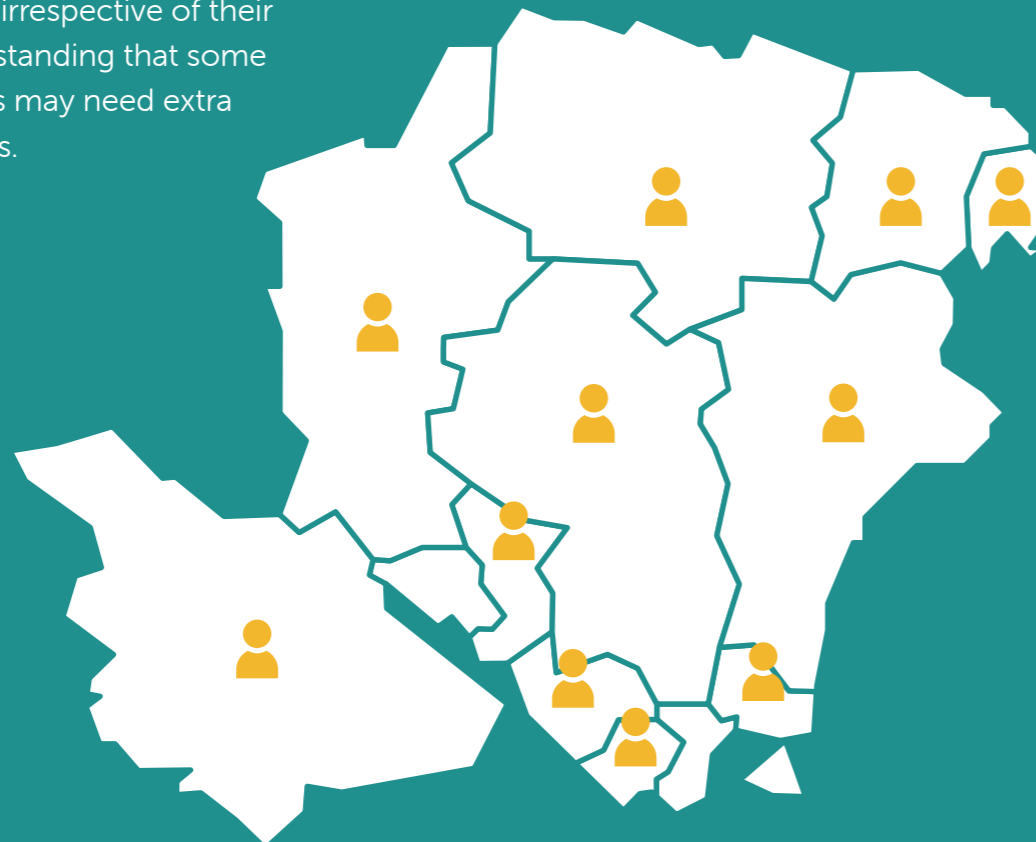 irrespective of their
standing that some
may need extra
s.